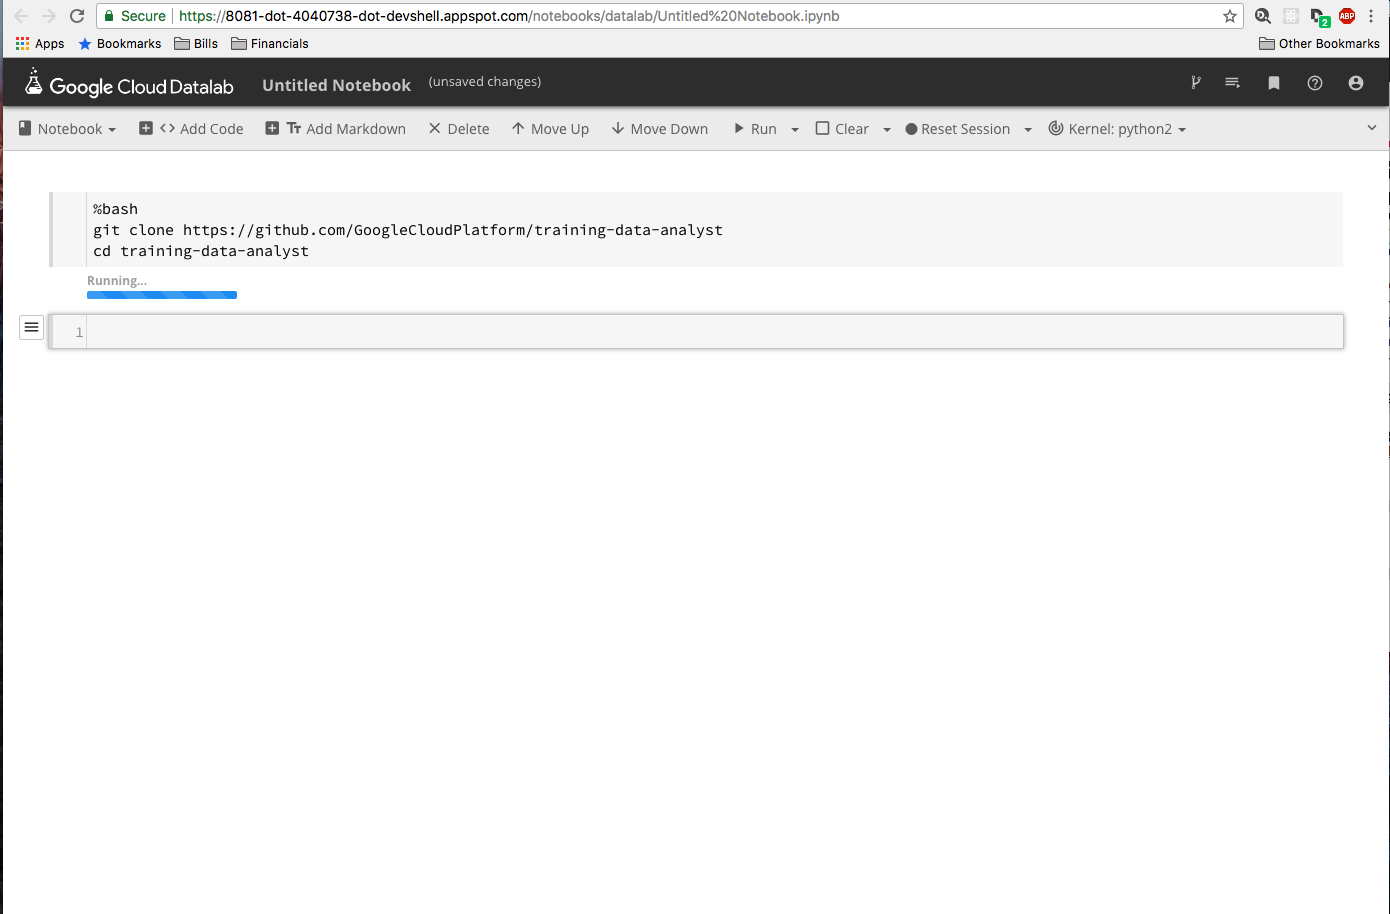 Secure https://8081-dot-4040738-dot-devshell.appspot.com/notebooks/datalab/Untitled%20Notebook.ipynb 2 ABP
Apps Bookmarks Bills Financials Other Bookmarks
Google Cloud Datalab Untitled Notebook (unsaved changes)
Notebook Add Code Tт Add Markdown Delete Move Up Move Down Run Clear Reset Session Kernel: python2
%bash
git clone https://github.com/GoogleCloudPlatform/training-data-analyst
cd training-data-analyst
Running...
1